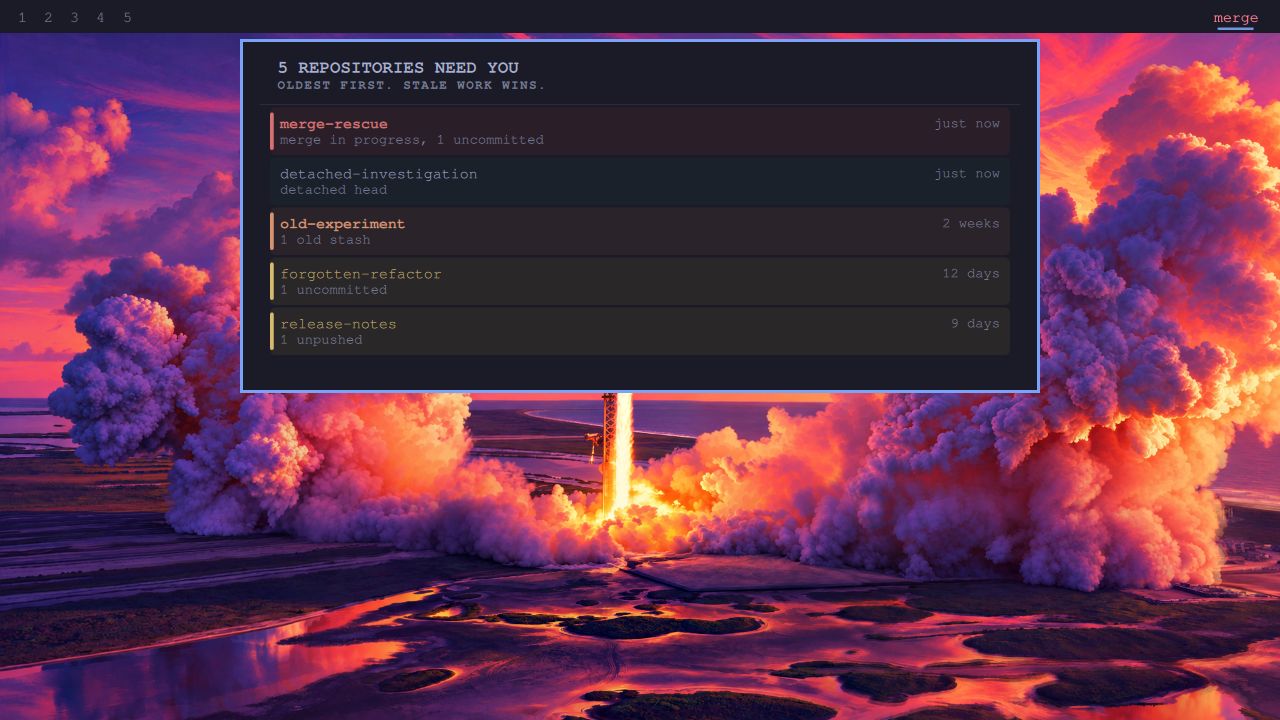 1 2 3 4 5
merge
5 REPOSITORIES NEED YOU
OLDEST FIRST. STALE WORK WINS.
merge-rescue just now
merge in progress, 1 uncommitted
detached-investigation just now
detached head
old-experiment 2 weeks
1 old stash
forgotten-refactor 12 days
1 uncommitted
release-notes 9 days
1 unpushed